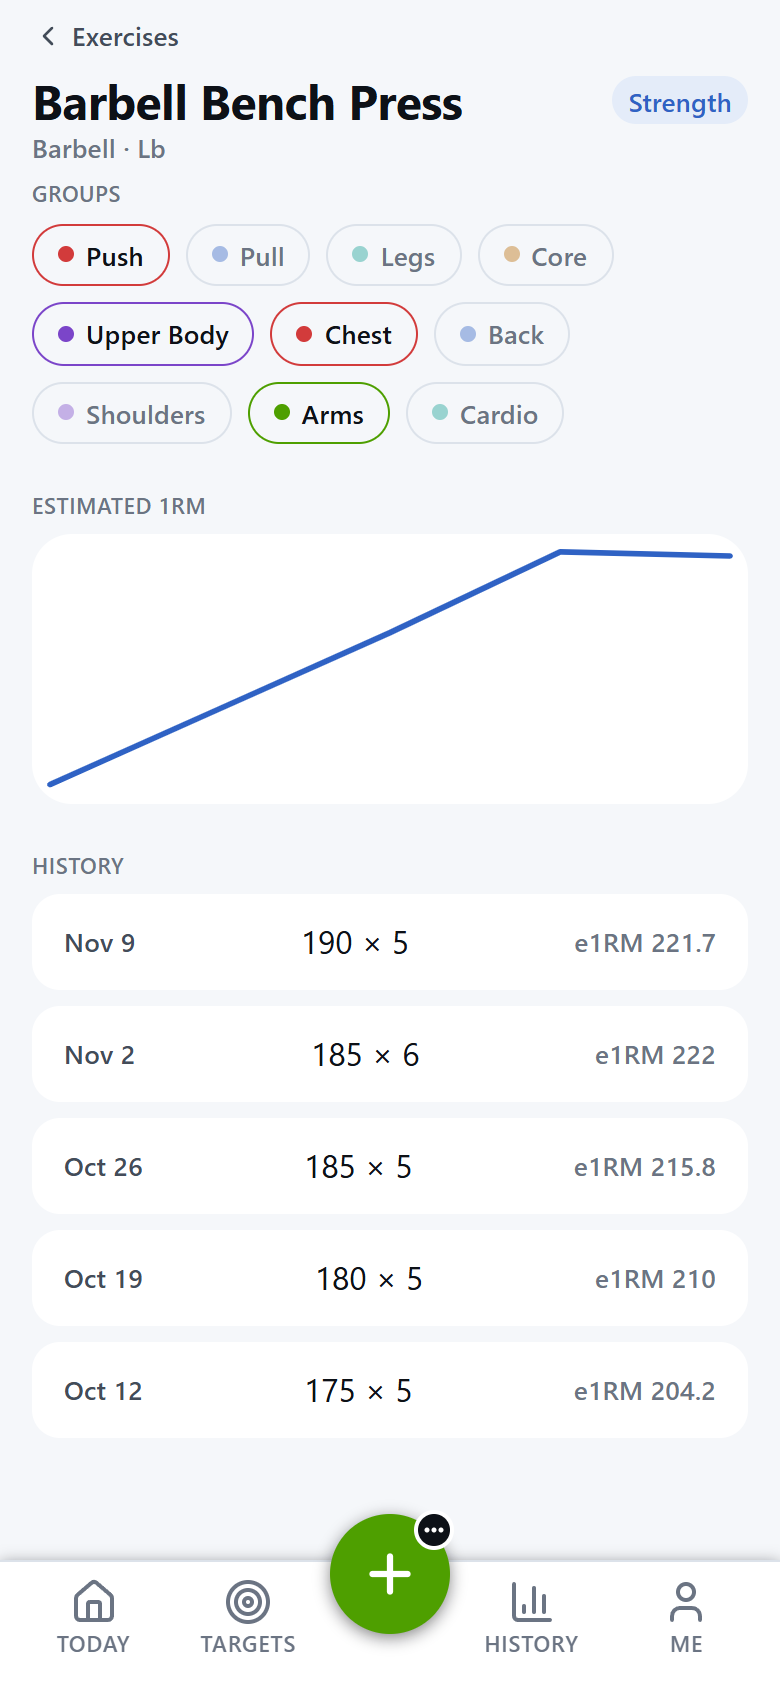 Exercises
Barbell Bench Press
Strength
Barbell · Lb
GROUPS
Push Pull Legs Core
Upper Body Chest Back
Shoulders Arms Cardio
ESTIMATED 1RM
HISTORY
Nov 9 190 × 5 e1RM 221.7
Nov 2 185 × 6 e1RM 222
Oct 26 185 × 5 e1RM 215.8
Oct 19 180 × 5 e1RM 210
Oct 12 175 × 5 e1RM 204.2
TODAY TARGETS HISTORY ME